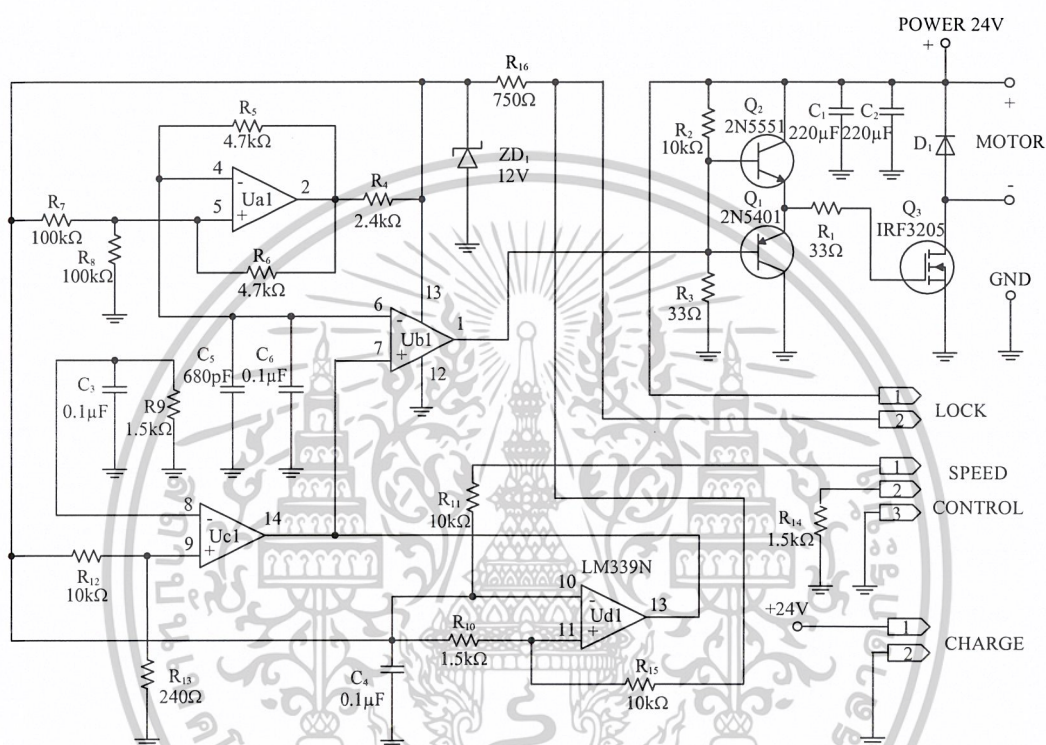 POWER 24V
+
R₁₆
750Ω
R₅
4.7kΩ
4
-
Ua1
2
5
+
R₄
2.4kΩ
ZD₁
12V
R₇
100kΩ
R₈
100kΩ
R₆
4.7kΩ
R₂
10kΩ
Q₂
2N5551
C₁
220µF
C₂
220µF
D₁
+
MOTOR
-
Q₁
2N5401
R₁
33Ω
Q₃
IRF3205
GND
R₃
33Ω
13
6
-
Ub1
1
7
+
12
C₃
0.1µF
R9
1.5kΩ
C₅
680pF
C₆
0.1µF
1
LOCK
2
1
SPEED
2
CONTROL
3
R₁₁
10kΩ
R₁₄
1.5kΩ
8
-
Uc1
14
9
+
R₁₂
10kΩ
R₁₃
240Ω
LM339N
10
-
Ud1
13
11
+
R₁₀
1.5kΩ
C₄
0.1µF
R₁₅
10kΩ
+24V
1
CHARGE
2